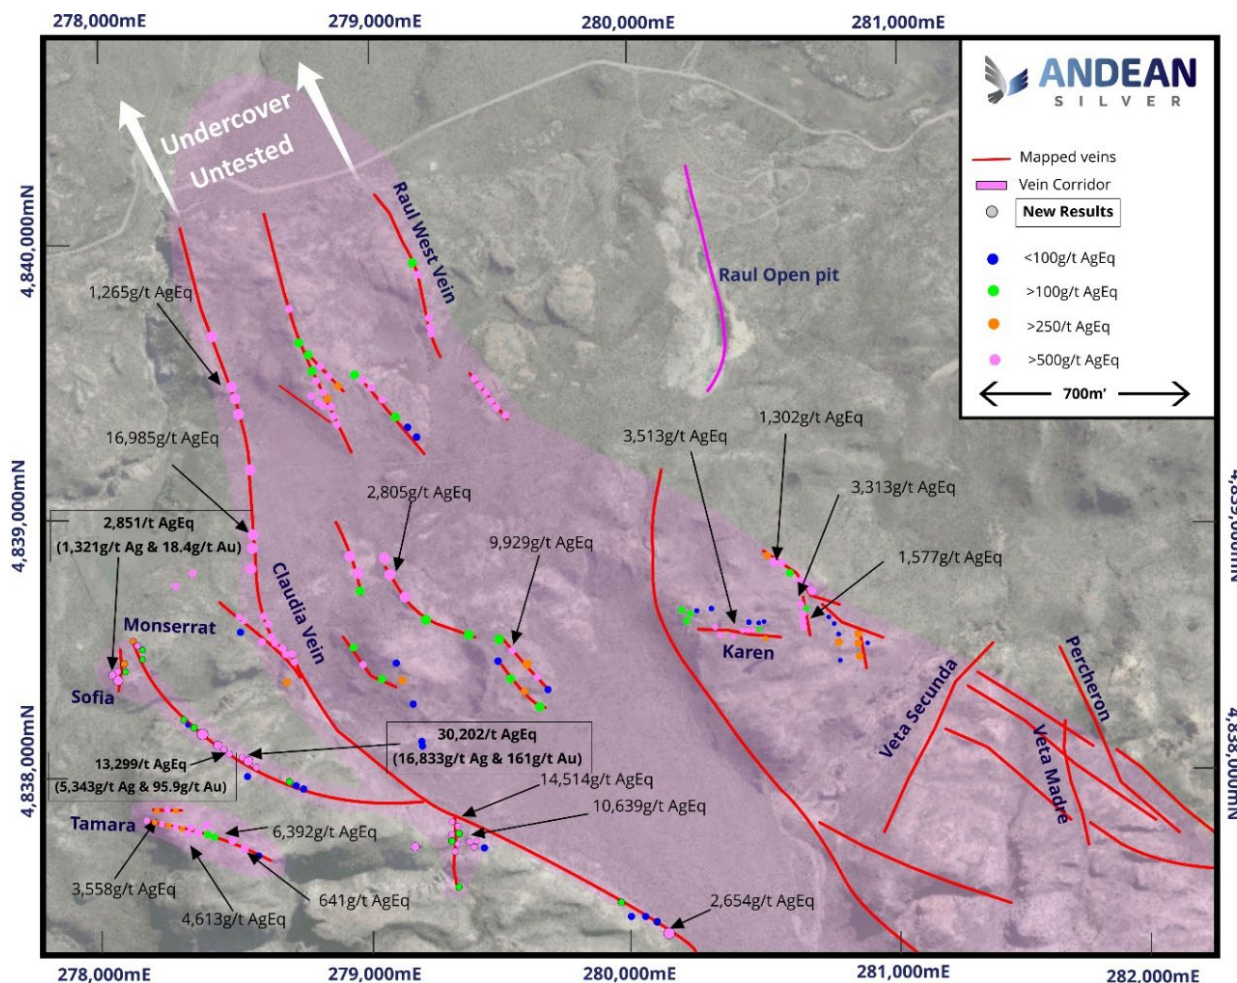 278,000mE
279,000mE
280,000mE
281,000mE
ANDEAN
SILVER
Mapped veins
Vein Corridor
New Results
<100g/t AgEq
>100g/t AgEq
>250/t AgEq
>500g/t AgEq
700m'
Undercover
Untested
Raul West Vein
Raul Open pit
4,840,000mN
1,265g/t AgEq
16,985g/t AgEq
2,805g/t AgEq
9,929g/t AgEq
3,513g/t AgEq
1,302g/t AgEq
3,313g/t AgEq
1,577g/t AgEq
4,839,000mN
4,839,000mN
2,851/t AgEq
(1,321g/t Ag & 18.4g/t Au)
Claudia Vein
Monserrat
Sofia
Karen
Veta Secunda
Percheron
Veta Madre
30,202/t AgEq
(16,833g/t Ag & 161g/t Au)
13,299/t AgEq
(5,343g/t Ag & 95.9g/t Au)
14,514g/t AgEq
10,639g/t AgEq
4,838,000mN
4,838,000mN
Tamara
6,392g/t AgEq
3,558g/t AgEq
4,613g/t AgEq
641g/t AgEq
2,654g/t AgEq
278,000mE
279,000mE
280,000mE
281,000mE
282,000mE